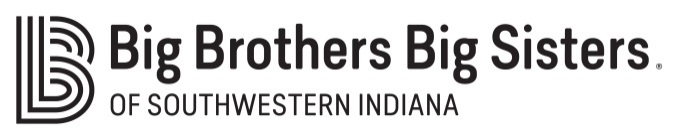 Big Brothers Big Sisters®
OF SOUTHWESTERN INDIANA